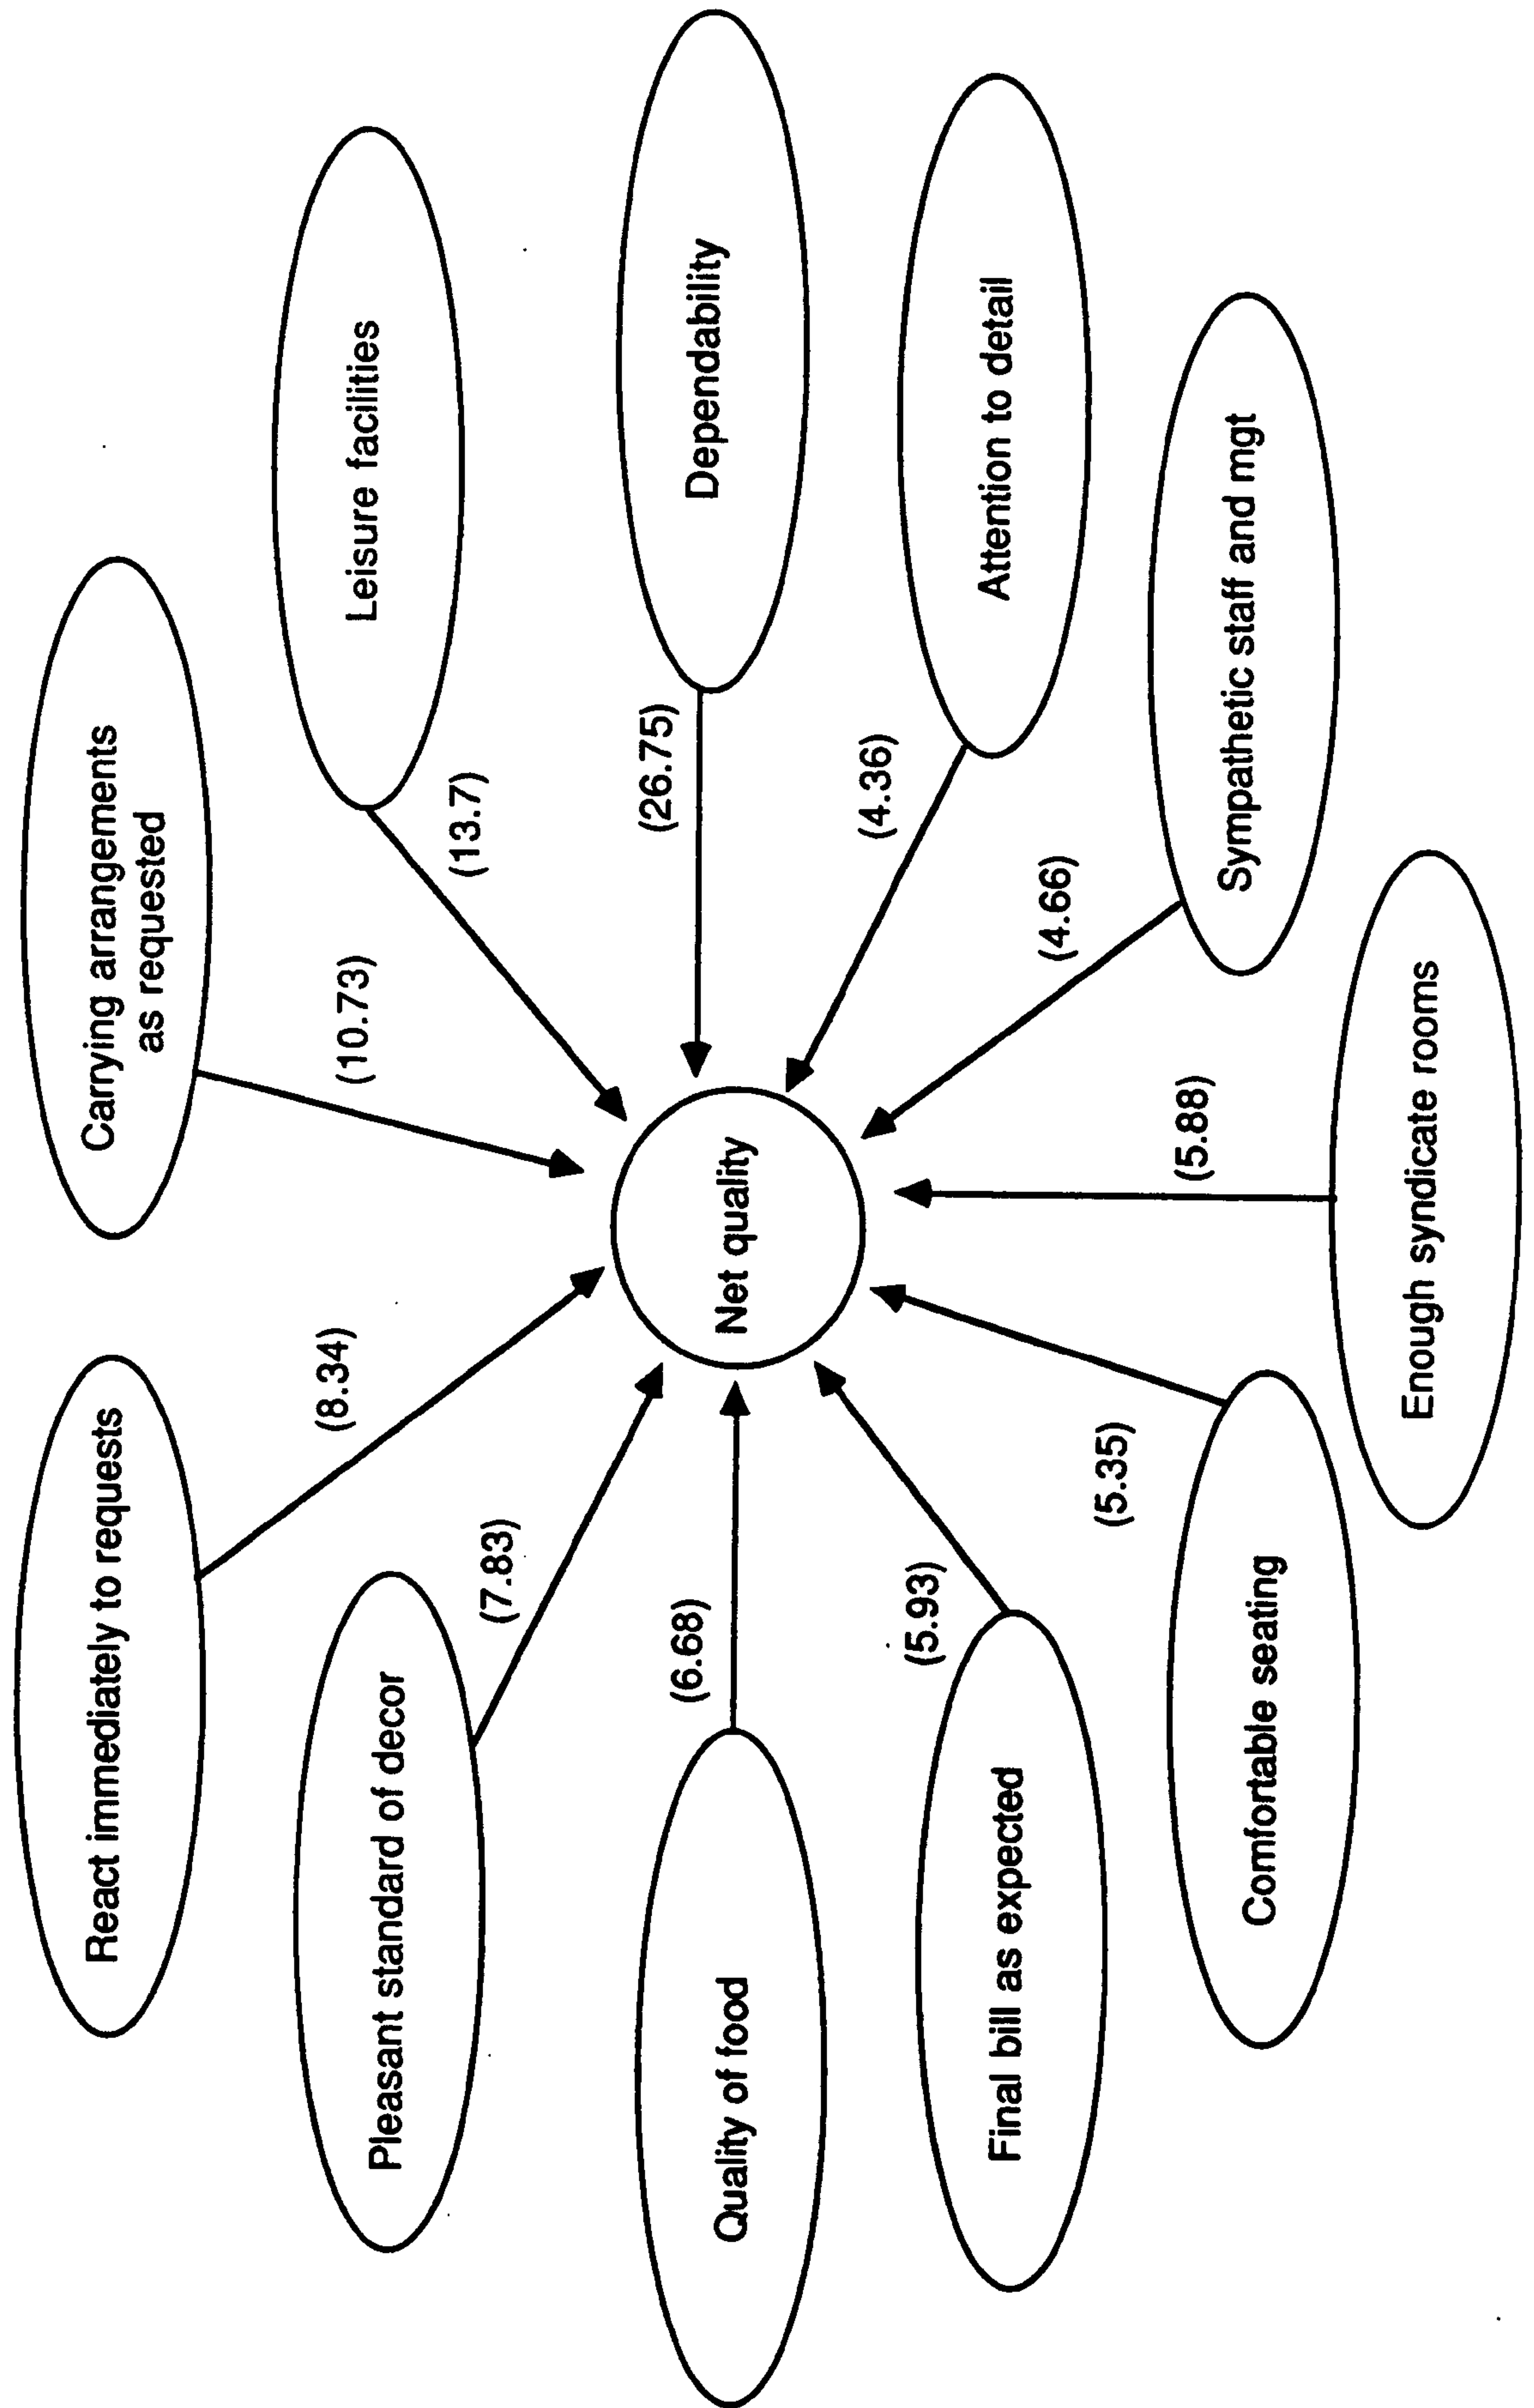 React immediately to requests
Carrying arrangements
as requested
(8.34)
(10.73)
Pleasant standard of decor
Leisure facilities
(7.83)
(13.7)
Quality of food
(6.68)
Net quality
(26.75)
Dependability
Final bill as expected
(5.93)
(4.36)
Attention to detail
Comfortable seating
(5.35)
(5.88)
(4.66)
Sympathetic staff and mgt
Enough syndicate rooms